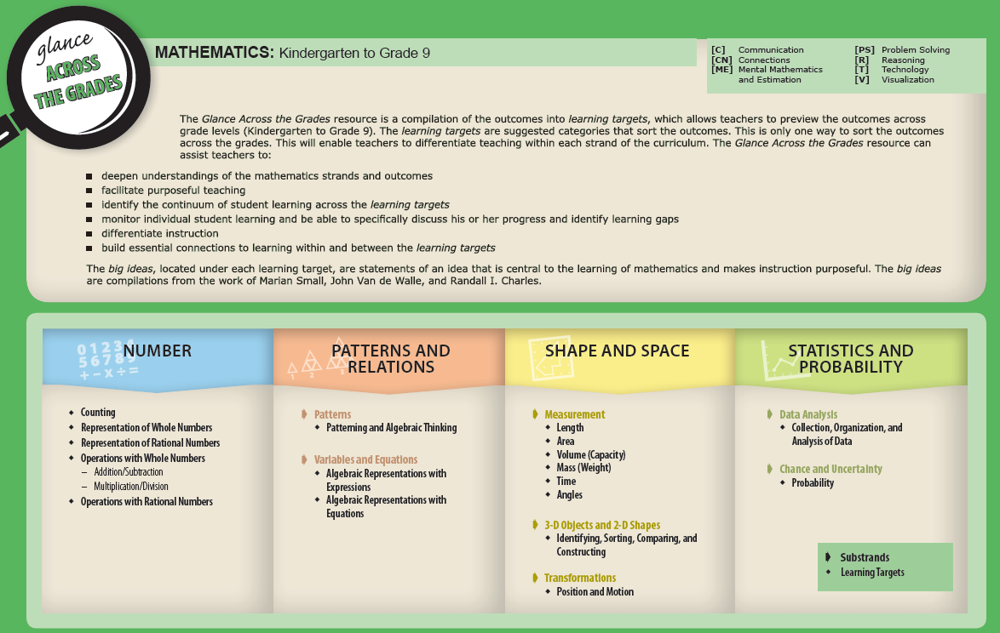 glance
ACROSS
THE GRADES
MATHEMATICS: Kindergarten to Grade 9
[C] Communication
[CN] Connections
[ME] Mental Mathematics
and Estimation
[PS] Problem Solving
[R] Reasoning
[T] Technology
[V] Visualization
The Glance Across the Grades resource is a compilation of the outcomes into learning targets, which allows teachers to preview the outcomes across
grade levels (Kindergarten to Grade 9). The learning targets are suggested categories that sort the outcomes. This is only one way to sort the outcomes
across the grades. This will enable teachers to differentiate teaching within each strand of the curriculum. The Glance Across the Grades resource can
assist teachers to:
■ deepen understandings of the mathematics strands and outcomes
■ facilitate purposeful teaching
■ identify the continuum of student learning across the learning targets
■ monitor individual student learning and be able to specifically discuss his or her progress and identify learning gaps
■ differentiate instruction
■ build essential connections to learning within and between the learning targets
The big ideas, located under each learning target, are statements of an idea that is central to the learning of mathematics and makes instruction purposeful. The big ideas
are compilations from the work of Marian Small, John Van de Walle, and Randall I. Charles.
0 1 2 3 4
5 6 7 8 9
+ − x ÷ =
NUMBER
◆ Counting
◆ Representation of Whole Numbers
◆ Representation of Rational Numbers
◆ Operations with Whole Numbers
– Addition/Subtraction
– Multiplication/Division
◆ Operations with Rational Numbers
1 2 3
PATTERNS AND
RELATIONS
Patterns
◆ Patterning and Algebraic Thinking
Variables and Equations
◆ Algebraic Representations with
Expressions
◆ Algebraic Representations with
Equations
SHAPE AND SPACE
Measurement
◆ Length
◆ Area
◆ Volume (Capacity)
◆ Mass (Weight)
◆ Time
◆ Angles
3-D Objects and 2-D Shapes
◆ Identifying, Sorting, Comparing, and
Constructing
Transformations
◆ Position and Motion
STATISTICS AND
PROBABILITY
Data Analysis
◆ Collection, Organization, and
Analysis of Data
Chance and Uncertainty
◆ Probability
Substrands
◆ Learning Targets